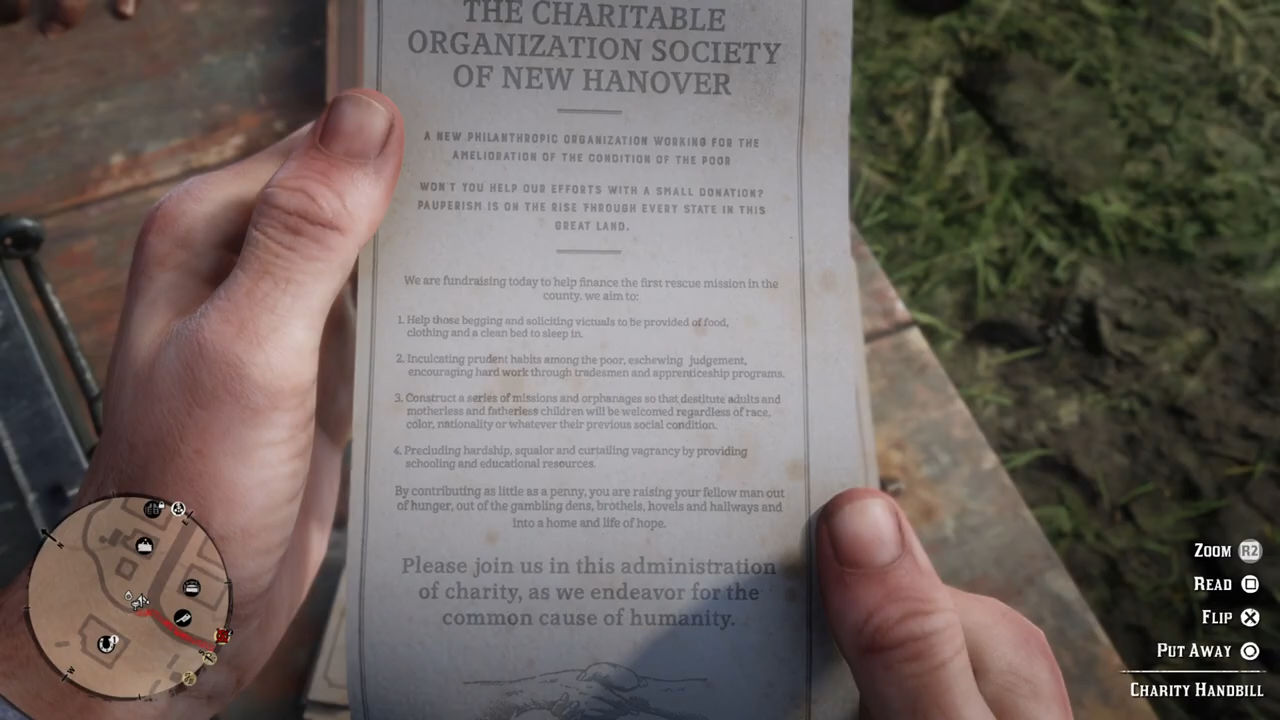 THE CHARITABLE
ORGANIZATION SOCIETY
OF NEW HANOVER
A NEW PHILANTHROPIC ORGANIZATION WORKING FOR THE
AMELIORATION OF THE CONDITION OF THE POOR
WON'T YOU HELP OUR EFFORTS WITH A SMALL DONATION?
PAUPERISM IS ON THE RISE THROUGH EVERY STATE IN THIS
GREAT LAND.
We are fundraising today to help finance the first rescue mission in the
county, we aim to:
1. Help those begging and soliciting victuals to be provided of food,
clothing and a clean bed to sleep in.
2. Inculcating prudent habits among the poor, eschewing judgement,
encouraging hard work through tradesmen and apprenticeship programs.
3. Construct a series of missions and orphanages so that destitute adults and
motherless and fatherless children will be welcomed regardless of race,
color, nationality or whatever their previous social condition.
4. Precluding hardship, squalor and curtailing vagrancy by providing
schooling and educational resources.
By contributing as little as a penny, you are raising your fellow man out
of hunger, out of the gambling dens, brothels, hovels and hallways and
into a home and life of hope.
Please join us in this administration
of charity, as we endeavor for the
common cause of humanity.
ZOOM R2
READ
FLIP
PUT AWAY
CHARITY HANDBILL
N
W